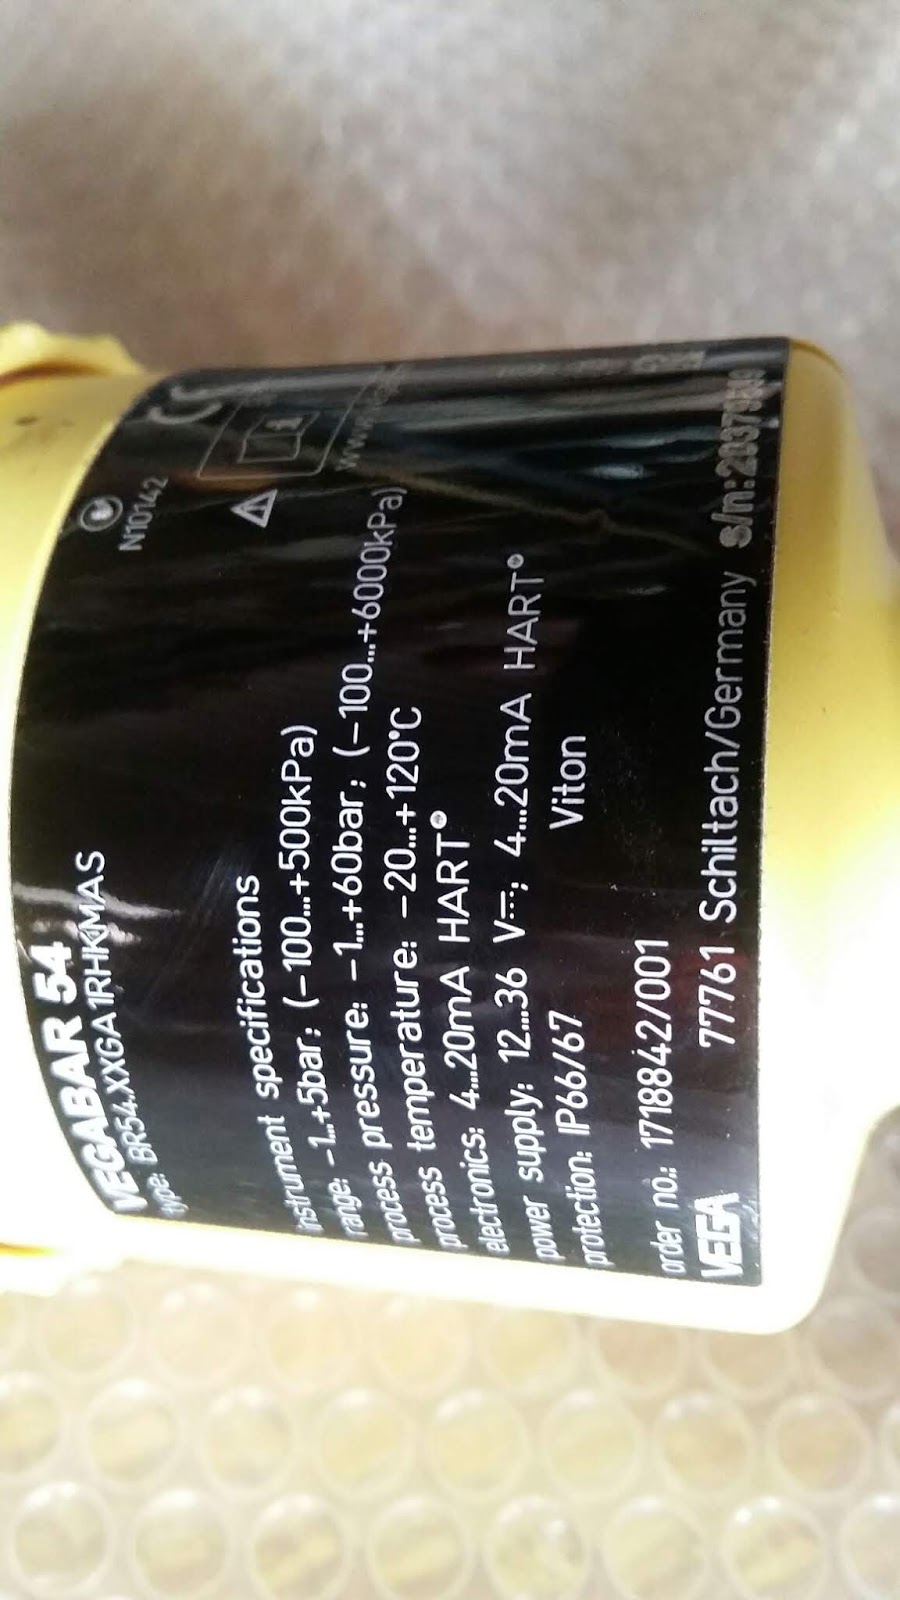 VEGABAR 54
type: BR54.XXGA1RHKMAS
N10142
CE
instrument specifications
range: -1...+5bar; (-100...+500kPa)
process pressure: -1...+60bar; (-100...+6000kPa)
process temperature: -20...+120°C
electronics: 4...20mA HART®
power supply: 12...36 V⎓; 4...20mA HART®
protection: IP66/67 Viton
order no.: 1718842/001
VEGA 77761 Schiltach/Germany s/n: